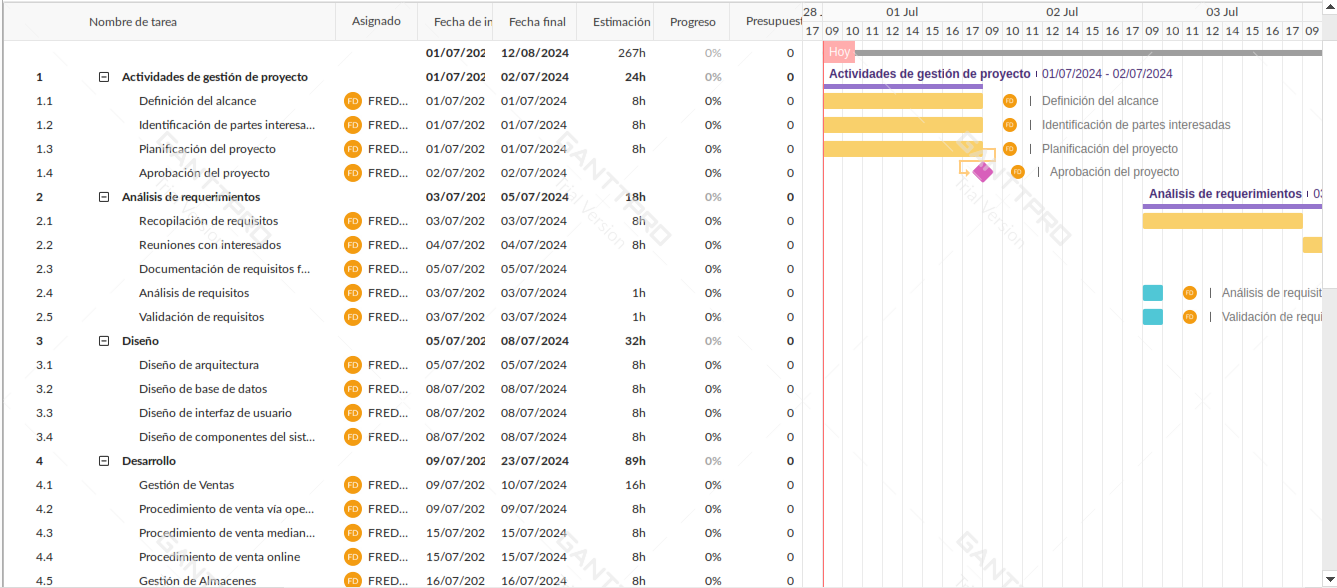 Nombre de tarea Asignado Fecha de in Fecha final Estimación Progreso Presupuest 28 . 01 Jul 02 Jul 03 Jul
17 09 10 11 12 13 14 15 16 17 09 10 11 12 13 14 15 16 17 09 10 11 12 13 14 15 16 17 09
01/07/202 12/08/2024 267h 0% 0 Hoy
1 Actividades de gestión de proyecto 01/07/202 02/07/2024 24h 0% 0 Actividades de gestión de proyecto 01/07/2024 - 02/07/2024
1.1 Definición del alcance FD FRED... 01/07/202 01/07/2024 8h 0% 0 FD Definición del alcance
1.2 Identificación de partes interesa... FD FRED... 01/07/202 01/07/2024 8h 0% 0 FD Identificación de partes interesadas
1.3 Planificación del proyecto FD FRED... 01/07/202 01/07/2024 8h 0% 0 FD Planificación del proyecto
1.4 Aprobación del proyecto FD FRED... 02/07/202 02/07/2024 0% 0 FD Aprobación del proyecto
2 Análisis de requerimientos 03/07/202 05/07/2024 18h 0% 0 Análisis de requerimientos 03
2.1 Recopilación de requisitos FD FRED... 03/07/202 03/07/2024 8h 0% 0
2.2 Reuniones con interesados FD FRED... 04/07/202 04/07/2024 8h 0% 0
2.3 Documentación de requisitos f... FD FRED... 05/07/202 05/07/2024 0% 0
2.4 Análisis de requisitos FD FRED... 03/07/202 03/07/2024 1h 0% 0 FD Análisis de requisit
2.5 Validación de requisitos FD FRED... 03/07/202 03/07/2024 1h 0% 0 FD Validación de requi
3 Diseño 05/07/202 08/07/2024 32h 0% 0
3.1 Diseño de arquitectura FD FRED... 05/07/202 05/07/2024 8h 0% 0
3.2 Diseño de base de datos FD FRED... 08/07/202 08/07/2024 8h 0% 0
3.3 Diseño de interfaz de usuario FD FRED... 08/07/202 08/07/2024 8h 0% 0
3.4 Diseño de componentes del sist... FD FRED... 08/07/202 08/07/2024 8h 0% 0
4 Desarrollo 09/07/202 23/07/2024 89h 0% 0
4.1 Gestión de Ventas FD FRED... 09/07/202 10/07/2024 16h 0% 0
4.2 Procedimiento de venta vía ope... FD FRED... 09/07/202 09/07/2024 8h 0% 0
4.3 Procedimiento de venta median... FD FRED... 15/07/202 15/07/2024 8h 0% 0
4.4 Procedimiento de venta online FD FRED... 15/07/202 15/07/2024 8h 0% 0
4.5 Gestión de Almacenes FD FRED... 16/07/202 16/07/2024 8h 0% 0
GANTTPRO
Trial Version
GANTTPRO
Trial Version
GANTTPRO
Trial Version
GANTTPRO
GANTTPRO
GANTTPRO